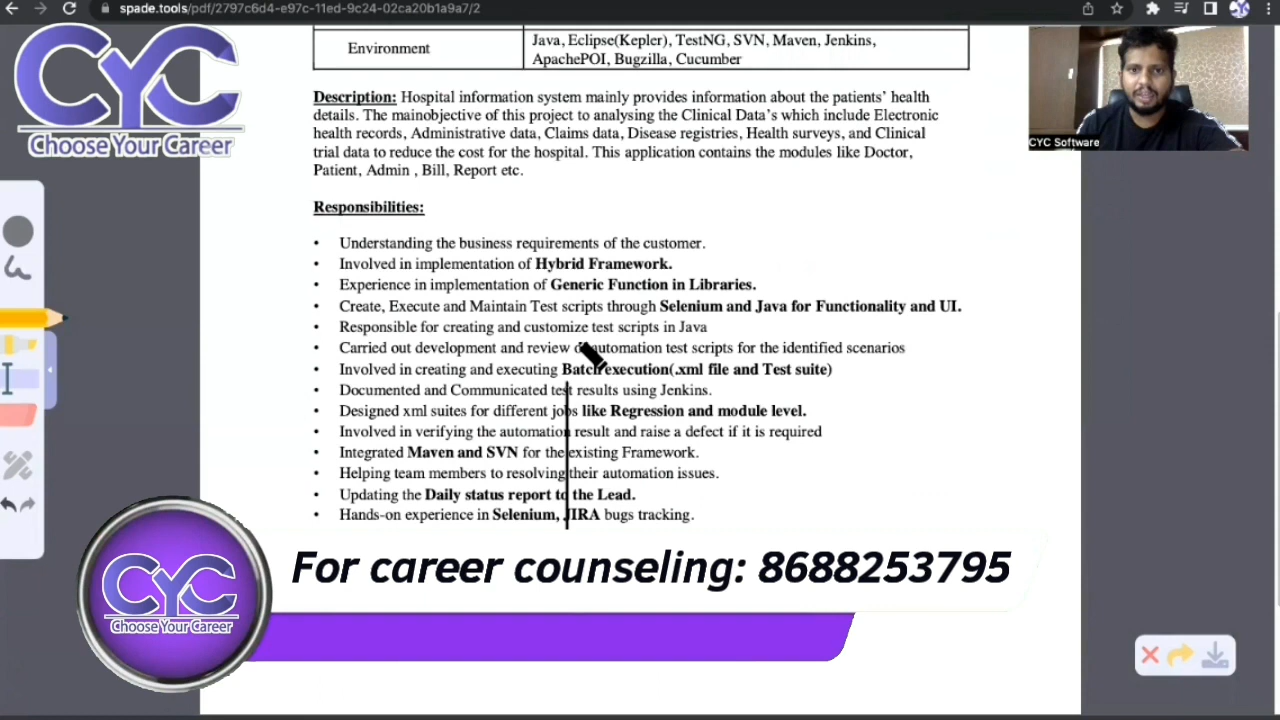 spade.tools/pdf/2797c6d4-e97c-11ed-9c24-02ca20b1a9a7/2
CYC
Choose Your Career
Environment
Java, Eclipse(Kepler), TestNG, SVN, Maven, Jenkins,
ApachePOI, Bugzilla, Cucumber
CYC Software
Description: Hospital information system mainly provides information about the patients' health
details. The mainobjective of this project to analysing the Clinical Data's which include Electronic
health records, Administrative data, Claims data, Disease registries, Health surveys, and Clinical
trial data to reduce the cost for the hospital. This application contains the modules like Doctor,
Patient, Admin , Bill, Report etc.
Responsibilities:
• Understanding the business requirements of the customer.
• Involved in implementation of Hybrid Framework.
• Experience in implementation of Generic Function in Libraries.
• Create, Execute and Maintain Test scripts through Selenium and Java for Functionality and UI.
• Responsible for creating and customize test scripts in Java
• Carried out development and review of automation test scripts for the identified scenarios
• Involved in creating and executing Batch execution(.xml file and Test suite)
• Documented and Communicated test results using Jenkins.
• Designed xml suites for different jobs like Regression and module level.
• Involved in verifying the automation result and raise a defect if it is required
• Integrated Maven and SVN for the existing Framework.
• Helping team members to resolving their automation issues.
• Updating the Daily status report to the Lead.
• Hands-on experience in Selenium, JIRA bugs tracking.
For career counseling: 8688253795
CYC
Choose Your Career